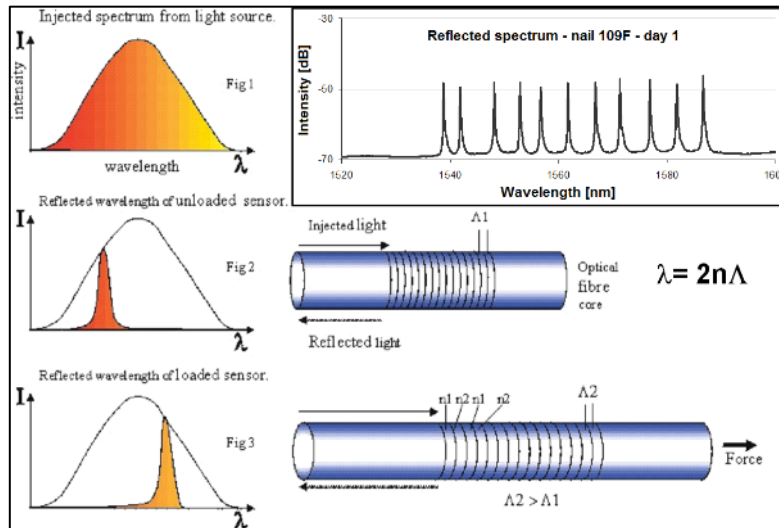 Injected spectrum from light source.
I
intensity
Fig 1
wavelength
λ
-30
Reflected spectrum - nail 109F - day 1
Intensity [dB]
-60
-70
1520
1540
1560
1580
160
Wavelength [nm]
Reflected wavelength of unloaded sensor.
I
Fig 2
λ
Injected light
Λ1
Optical
fibre
core
Reflected light
λ= 2nΛ
Reflected wavelength of loaded sensor.
I
Fig 3
λ
n1 n2 n1 n2
Λ2
Force
Λ2 > Λ1